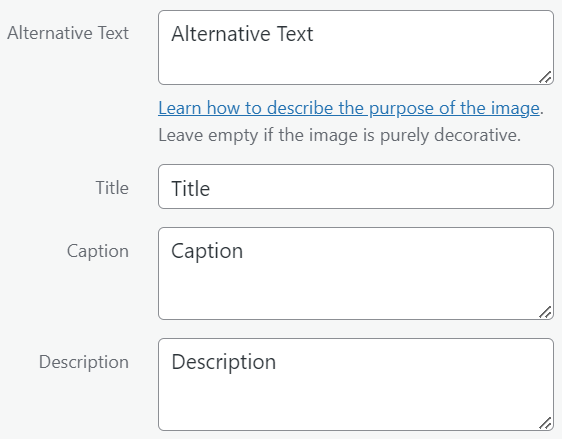 Alternative Text
Alternative Text
Learn how to describe the purpose of the image.
Leave empty if the image is purely decorative.
Title
Title
Caption
Caption
Description
Description